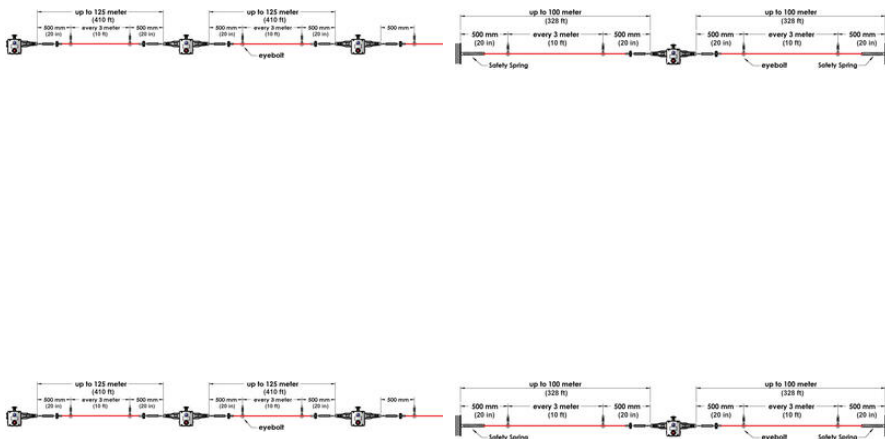 up to 125 meter
(410 ft)
up to 125 meter
(410 ft)
500 mm
(20 in)
every 3 meter
(10 ft)
500 mm
(20 in)
500 mm
(20 in)
every 3 meter
(10 ft)
500 mm
(20 in)
500 mm
eyebolt
up to 100 meter
(328 ft)
up to 100 meter
(328 ft)
500 mm
(20 in)
every 3 meter
(10 ft)
500 mm
(20 in)
500 mm
(20 in)
every 3 meter
(10 ft)
500 mm
(20 in)
Safety Spring
eyebolt
Safety Spring
up to 125 meter
(410 ft)
up to 125 meter
(410 ft)
500 mm
(20 in)
every 3 meter
(10 ft)
500 mm
(20 in)
500 mm
(20 in)
every 3 meter
(10 ft)
500 mm
(20 in)
500 mm
eyebolt
up to 100 meter
(328 ft)
up to 100 meter
(328 ft)
500 mm
(20 in)
every 3 meter
(10 ft)
500 mm
(20 in)
500 mm
(20 in)
every 3 meter
(10 ft)
500 mm
(20 in)
Safety Spring
eyebolt
Safety Spring